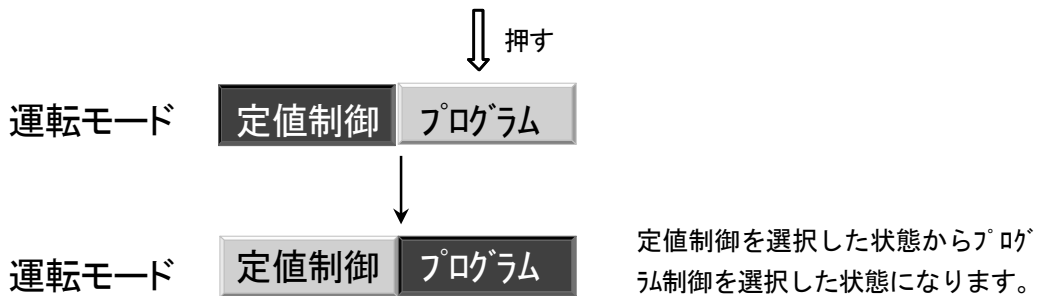 押す
運転モード 定値制御 プログラム
運転モード 定値制御 プログラム
定値制御を選択した状態からﾌﾟﾛｸﾞ
ﾗﾑ制御を選択した状態になります。